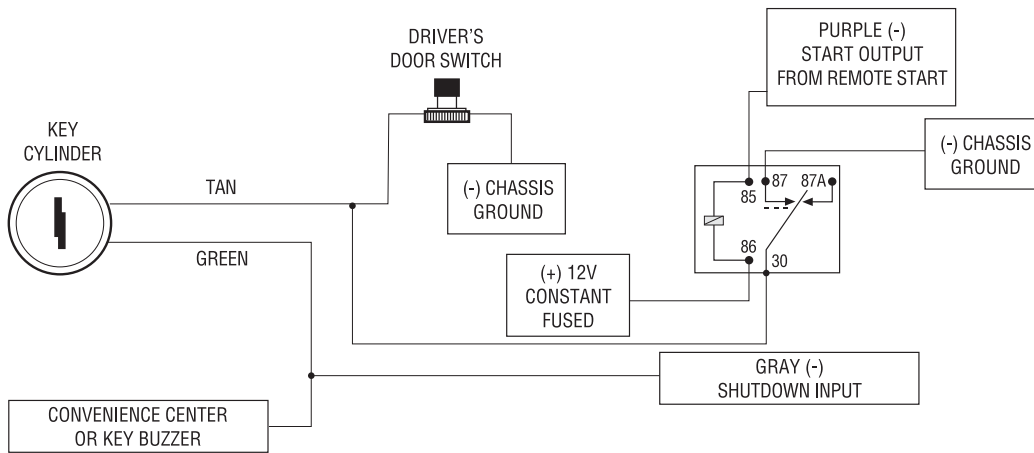 DRIVER'S
DOOR SWITCH
PURPLE (-)
START OUTPUT
FROM REMOTE START
KEY
CYLINDER
(-) CHASSIS
GROUND
TAN
(-) CHASSIS
GROUND
85
87
87A
86
30
GREEN
(+) 12V
CONSTANT
FUSED
GRAY (-)
SHUTDOWN INPUT
CONVENIENCE CENTER
OR KEY BUZZER